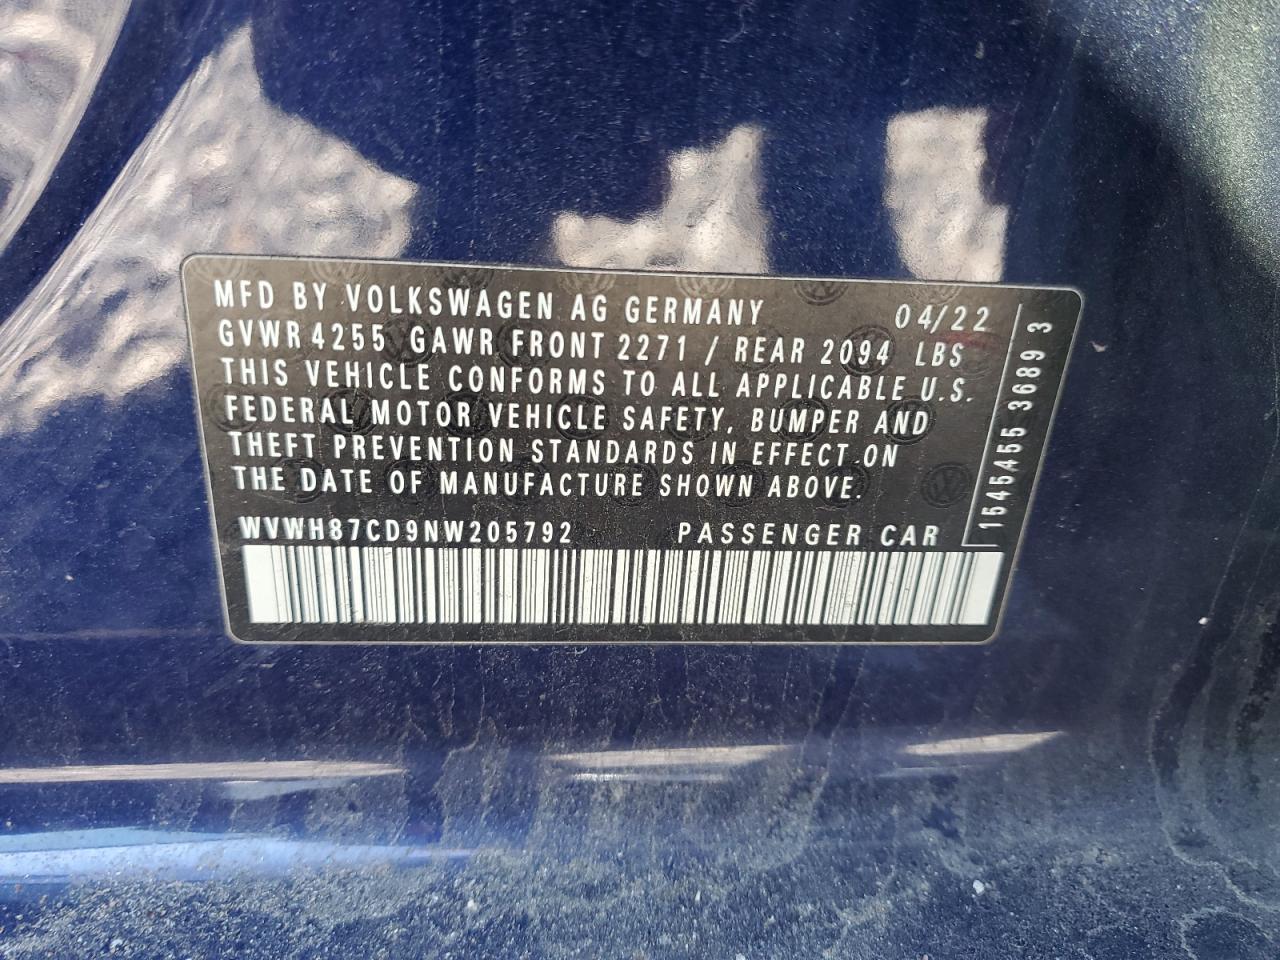 MFD BY VOLKSWAGEN AG GERMANY 04/22
GVWR 4255 GAWR FRONT 2271 / REAR 2094 LBS
THIS VEHICLE CONFORMS TO ALL APPLICABLE U.S.
FEDERAL MOTOR VEHICLE SAFETY, BUMPER AND
THEFT PREVENTION STANDARDS IN EFFECT ON
THE DATE OF MANUFACTURE SHOWN ABOVE.
WVWH87CD9NW205792 PASSENGER CAR
1545455 3689 3